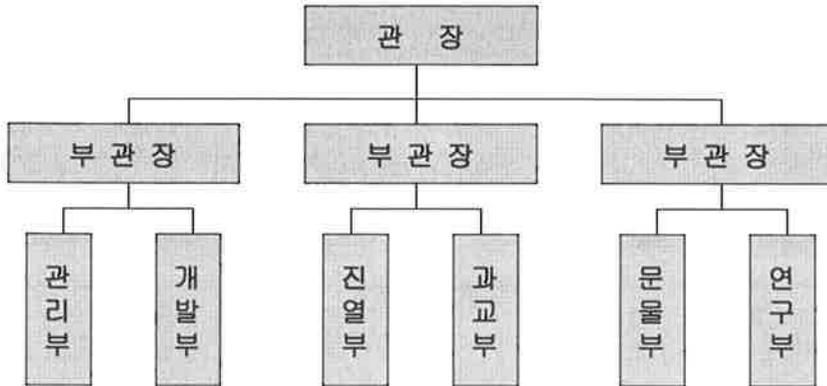 관 장
부 관 장
부 관 장
부 관 장
관리부
개발부
진열부
과교부
문물부
연구부